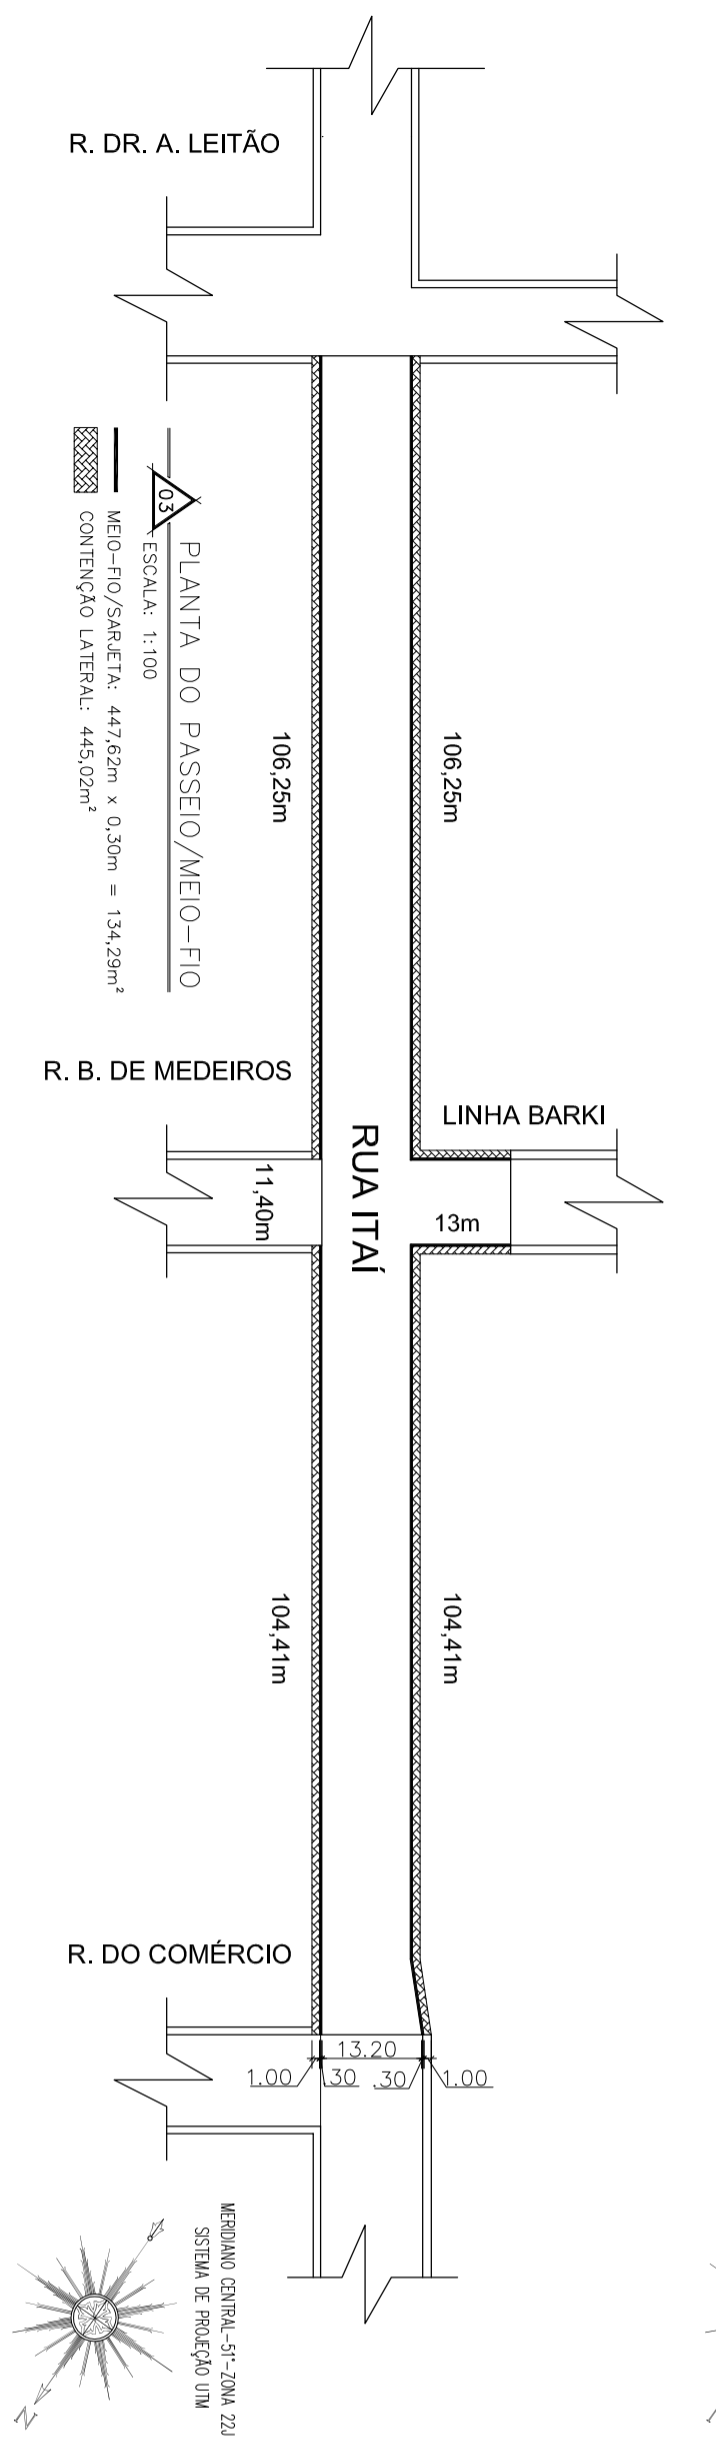 R. DR. A. LEITÃO
03
PLANTA DO PASSEIO/MEIO-FIO
ESCALA: 1:100
MEIO-FIO/SARJETA: 447,62m x 0,30m = 134,29m²
CONTENÇÃO LATERAL: 445,02m²
106,25m
106,25m
R. B. DE MEDEIROS
LINHA BARKI
RUA ITAÍ
11,40m
13m
104,41m
104,41m
R. DO COMÉRCIO
13.20
1.00
.30
.30
1.00
MERIDIANO CENTRAL-51°-ZONA 22J
SISTEMA DE PROJEÇÃO UTM
N